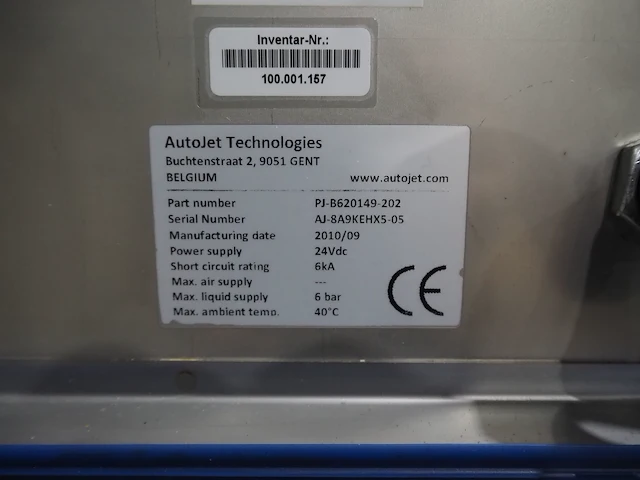 Inventar-Nr.:
100.001.157
AutoJet Technologies
Buchtenstraat 2, 9051 GENT
BELGIUM www.autojet.com
Part number PJ-B620149-202
Serial Number AJ-8A9KEHX5-05
Manufacturing date 2010/09
Power supply 24Vdc
Short circuit rating 6kA
Max. air supply ---
Max. liquid supply 6 bar
Max. ambient temp. 40°C
CE